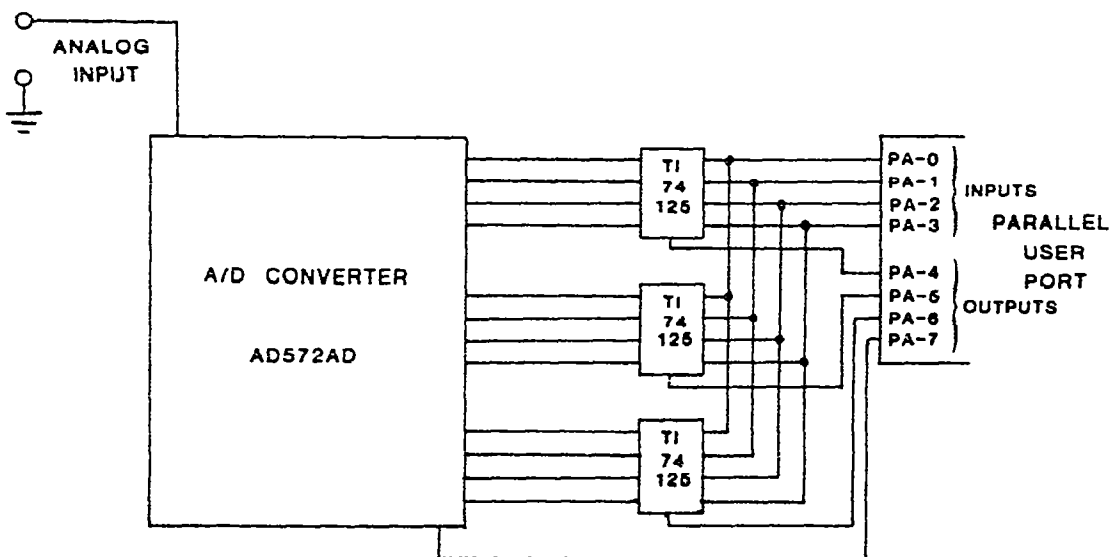 ANALOG
INPUT
A/D CONVERTER
AD572AD
TI
74
125
TI
74
125
TI
74
125
PA-0
PA-1
PA-2
PA-3
INPUTS
PA-4
PA-5
PA-6
PA-7
OUTPUTS
PARALLEL
USER
PORT